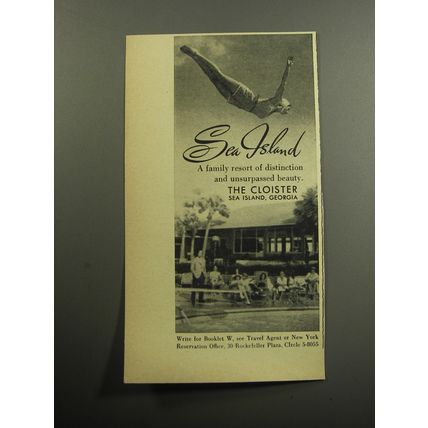 Sea Island
A family resort of distinction
and unsurpassed beauty.
THE CLOISTER
SEA ISLAND, GEORGIA
Write for Booklet W, see Travel Agent or New York
Reservation Office, 30 Rockefeller Plaza, CIrcle 5-8055